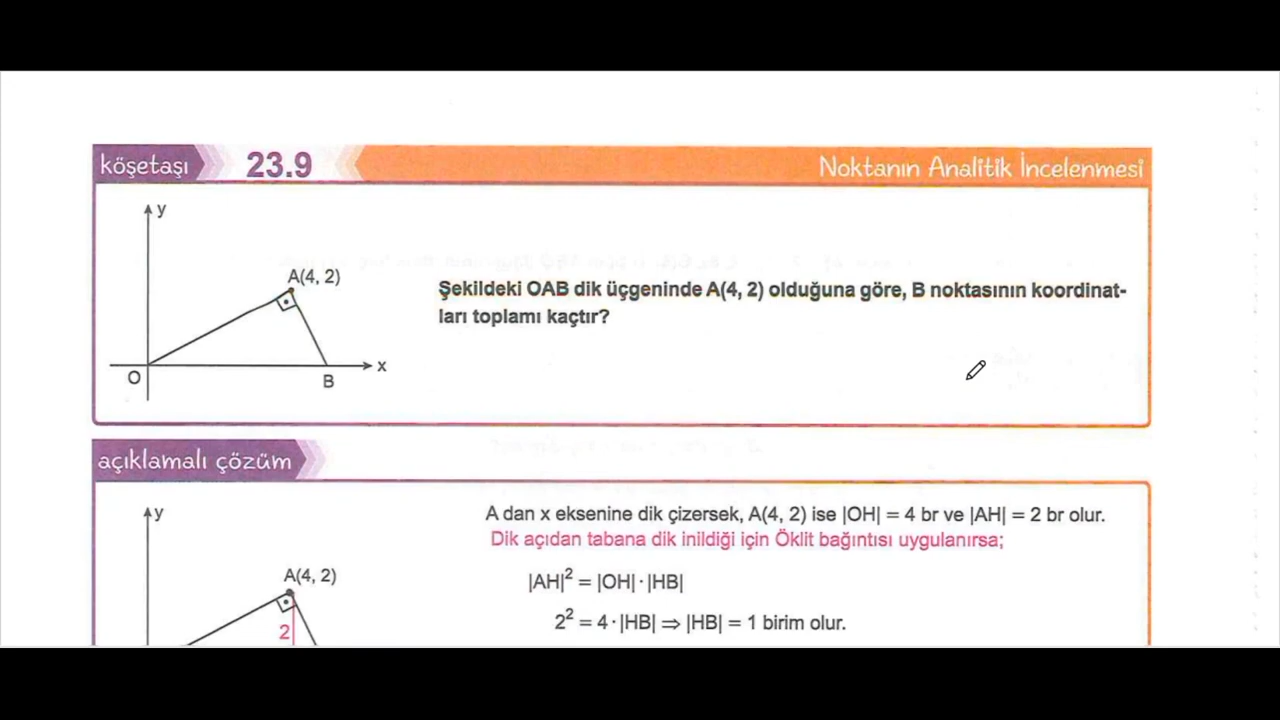 köşetaşı 23.9 Noktanın Analitik İncelenmesi
y
A(4, 2)
Şekildeki OAB dik üçgeninde A(4, 2) olduğuna göre, B noktasının koordinat-
ları toplamı kaçtır?
x
O
B
açıklamalı çözüm
y
A dan x eksenine dik çizersek, A(4, 2) ise |OH| = 4 br ve |AH| = 2 br olur.
Dik açıdan tabana dik inildiği için Öklit bağıntısı uygulanırsa;
A(4, 2)
|AH|² = |OH| · |HB|
2² = 4 · |HB| ⇒ |HB| = 1 birim olur.
2